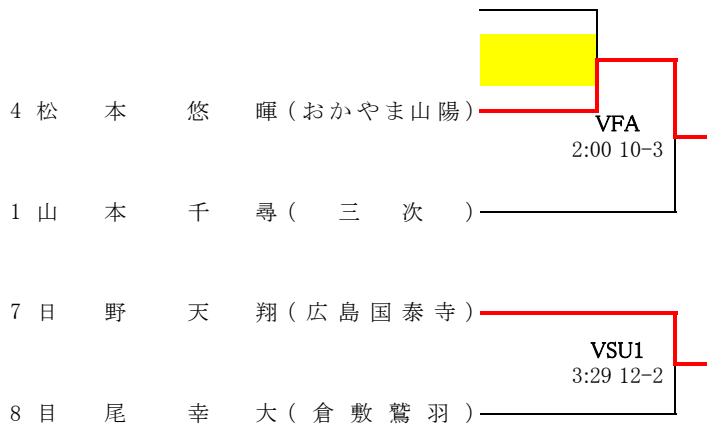 4 松本悠暉(おかやま山陽)
VFA
2:00 10-3
1 山本千尋(三次)
7 日野天翔(広島国泰寺)
VSU1
3:29 12-2
8 目尾幸大(倉敷鷲羽)